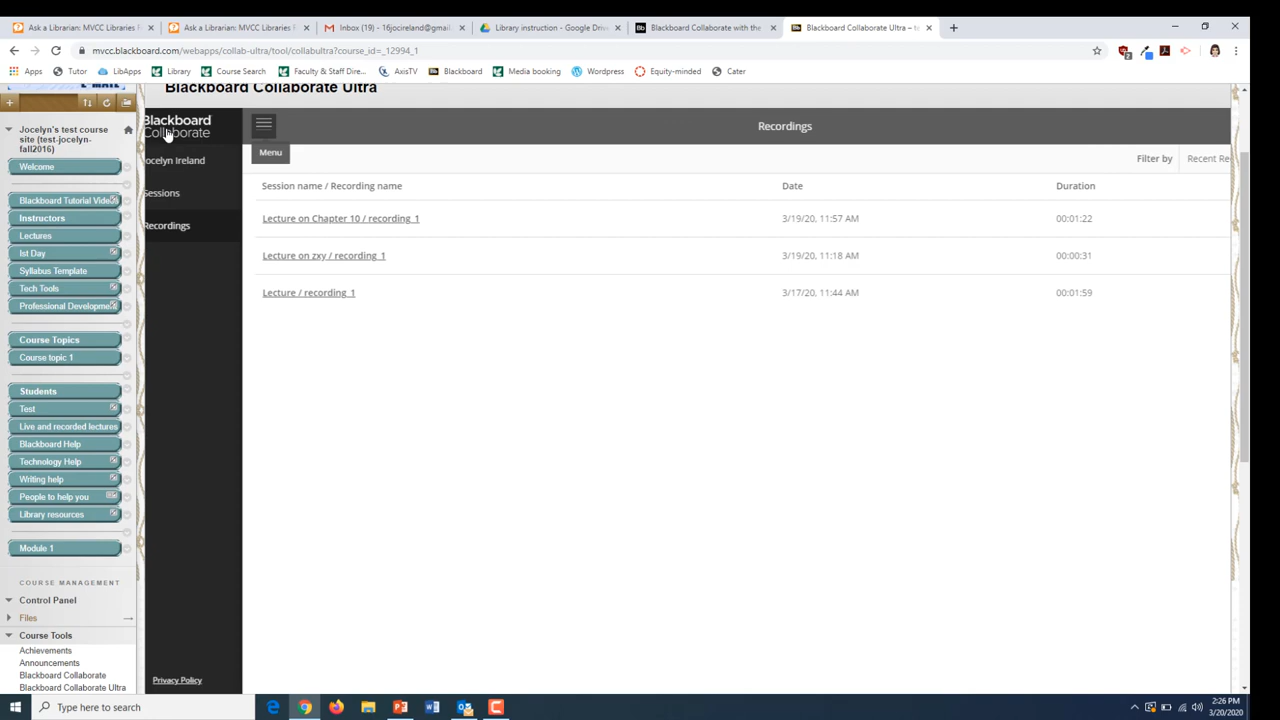 Ask a Librarian: MVCC Libraries F
Ask a Librarian: MVCC Libraries F
Inbox (19) - 16jocireland@gmail.
Library instruction - Google Drive
Blackboard Collaborate with the
Blackboard Collaborate Ultra – te
mvcc.blackboard.com/webapps/collab-ultra/tool/collabultra?course_id=_12994_1
Apps
Tutor
LibApps
Library
Course Search
Faculty & Staff Dire...
AxisTV
Blackboard
Media booking
Wordpress
Equity-minded
Cater
Blackboard Collaborate Ultra
Jocelyn's test course
site (test-jocelyn-
fall2016)
Welcome
Blackboard Tutorial Vide
Instructors
Lectures
Ist Day
Syllabus Template
Tech Tools
Professional Developme
Course Topics
Course topic 1
Students
Test
Live and recorded lectures
Blackboard Help
Technology Help
Writing help
People to help you
Library resources
Module 1
COURSE MANAGEMENT
Control Panel
Files
Course Tools
Achievements
Announcements
Blackboard Collaborate
Blackboard Collaborate Ultra
Blackboard
Collaborate
Jocelyn Ireland
Sessions
Recordings
Privacy Policy
Menu
Recordings
Filter by
Recent Re
Session name / Recording name
Date
Duration
Lecture on Chapter 10 / recording_1
3/19/20, 11:57 AM
00:01:22
Lecture on zxy / recording_1
3/19/20, 11:18 AM
00:00:31
Lecture / recording_1
3/17/20, 11:44 AM
00:01:59
Type here to search
2:26 PM
3/20/2020